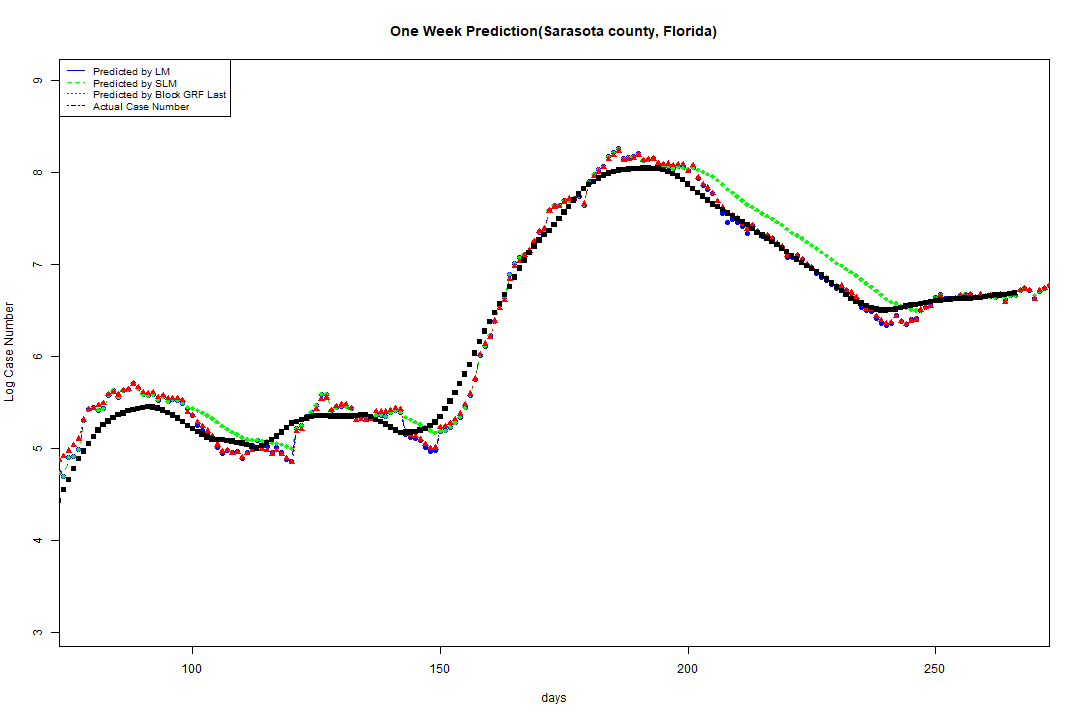 One Week Prediction(Sarasota county, Florida)
Predicted by LM
Predicted by SLM
Predicted by Block GRF Last
Actual Case Number
Log Case Number
9
8
7
6
5
4
3
100 150 200 250
days